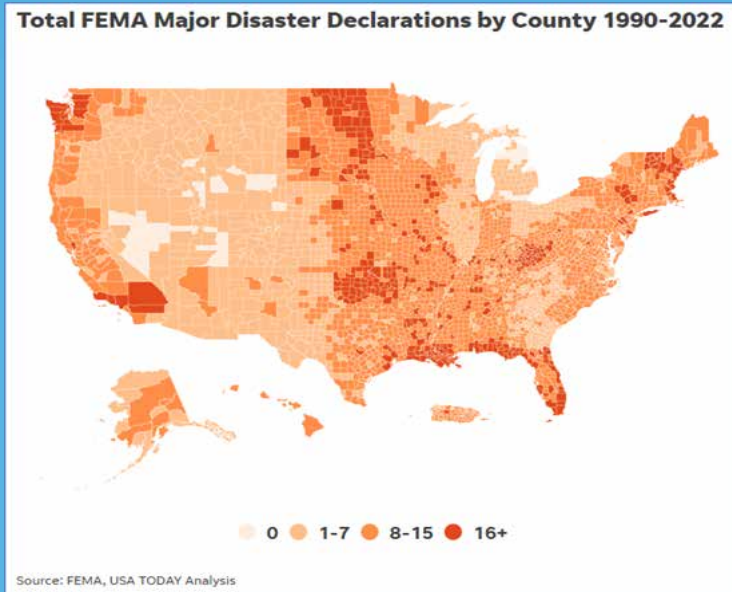 Total FEMA Major Disaster Declarations by County 1990-2022
0 1-7 8-15 16+
Source: FEMA, USA TODAY Analysis